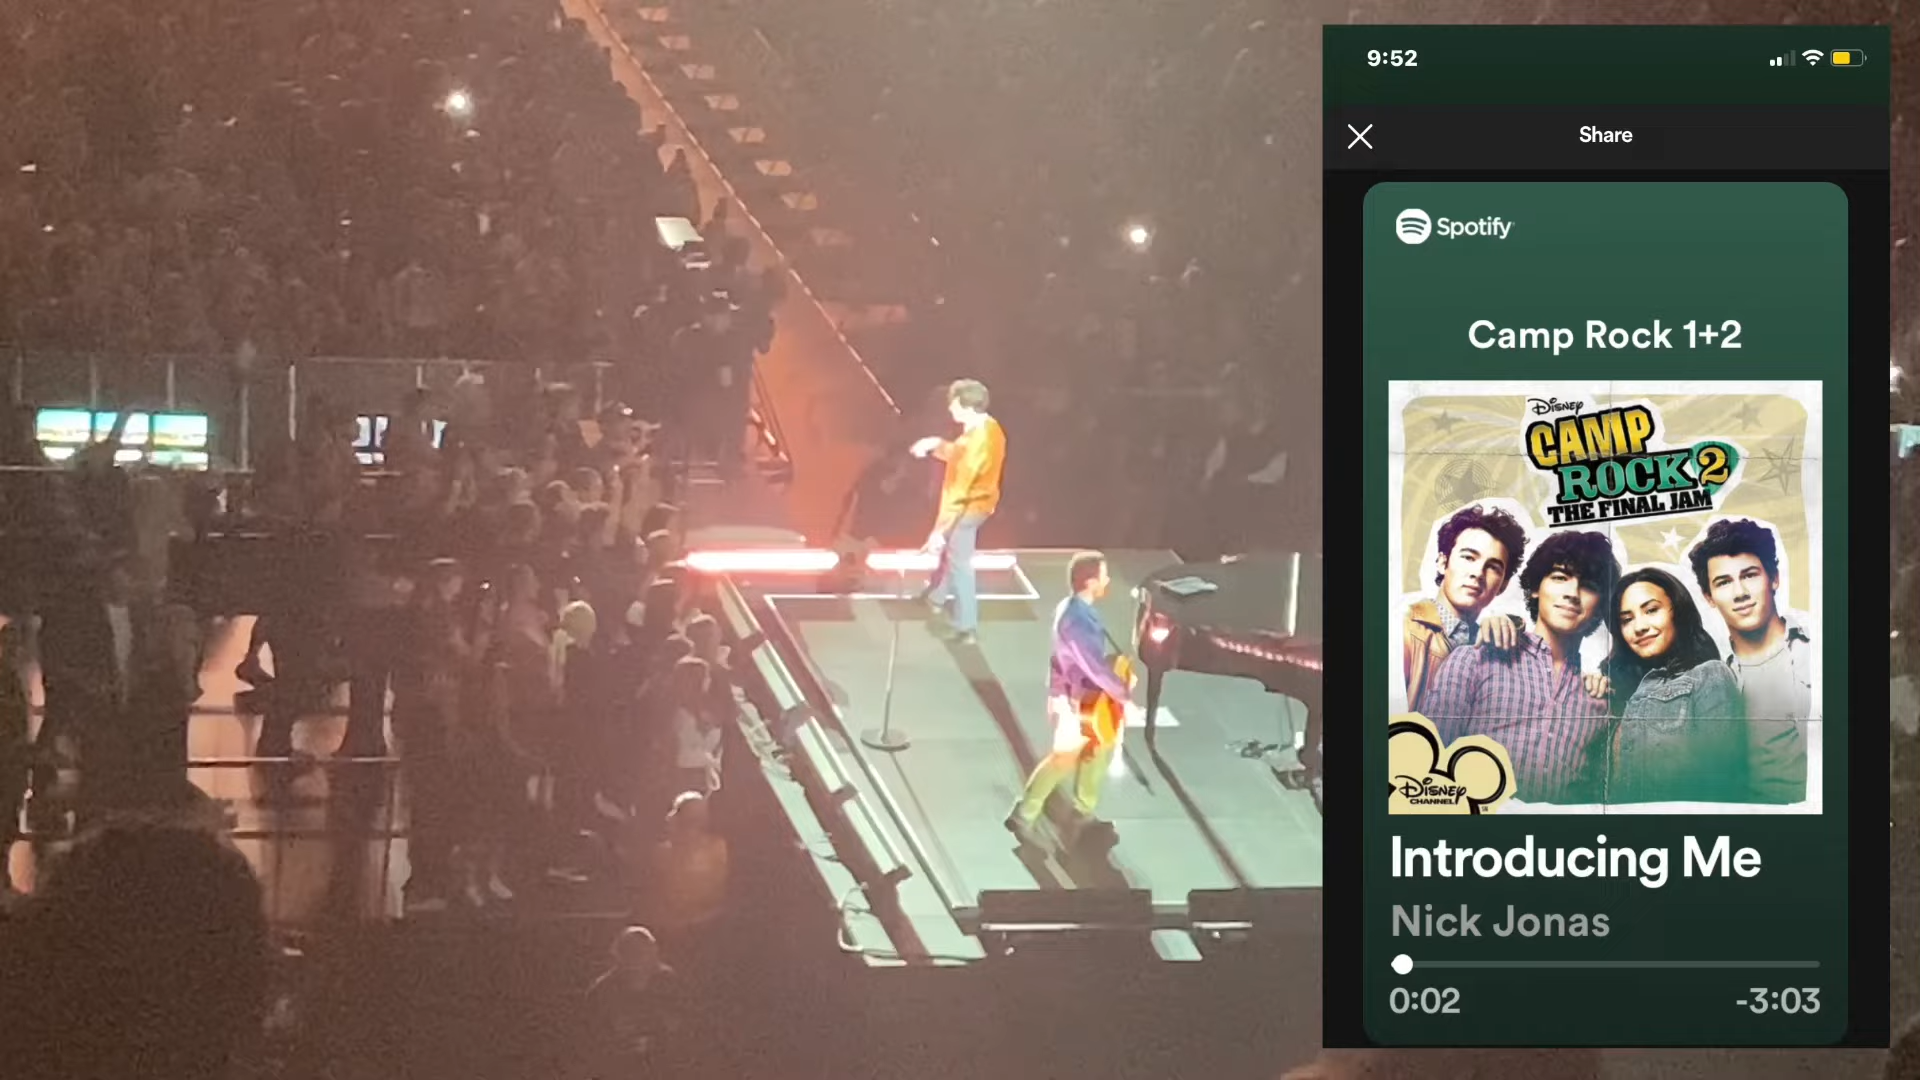 9:52
Share
Spotify
Camp Rock 1+2
Disney
CAMP
ROCK 2
THE FINAL JAM
Disney
CHANNEL
Introducing Me
Nick Jonas
0:02
-3:03